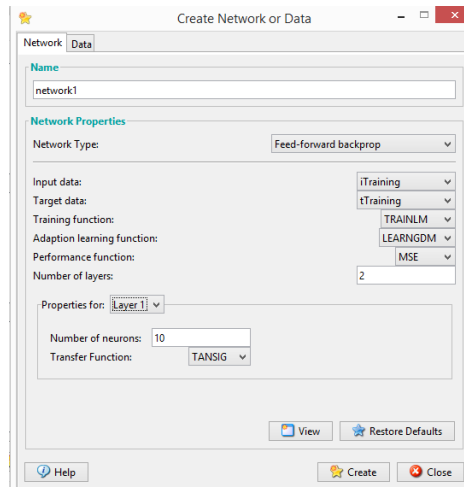 Create Network or Data
Network Data
Name
network1
Network Properties
Network Type: Feed-forward backprop
Input data: iTraining
Target data: tTraining
Training function: TRAINLM
Adaption learning function: LEARNGDM
Performance function: MSE
Number of layers: 2
Properties for: Layer 1
Number of neurons: 10
Transfer Function: TANSIG
View Restore Defaults
Help Create Close